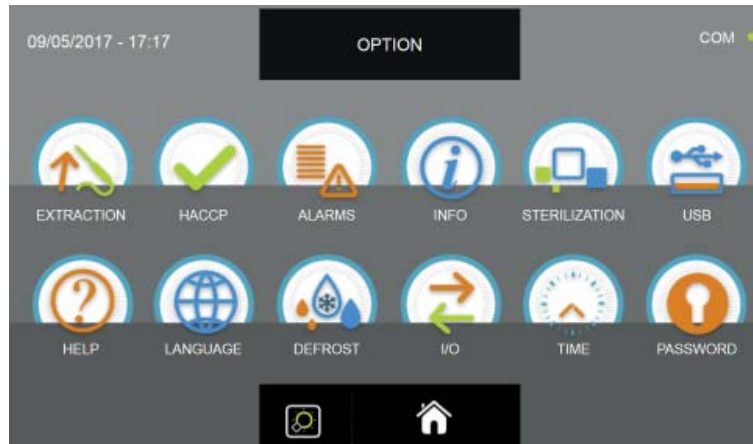 09/05/2017 - 17:17 OPTION COM
EXTRACTION HACCP ALARMS INFO STERILIZATION USB
HELP LANGUAGE DEFROST I/O TIME PASSWORD